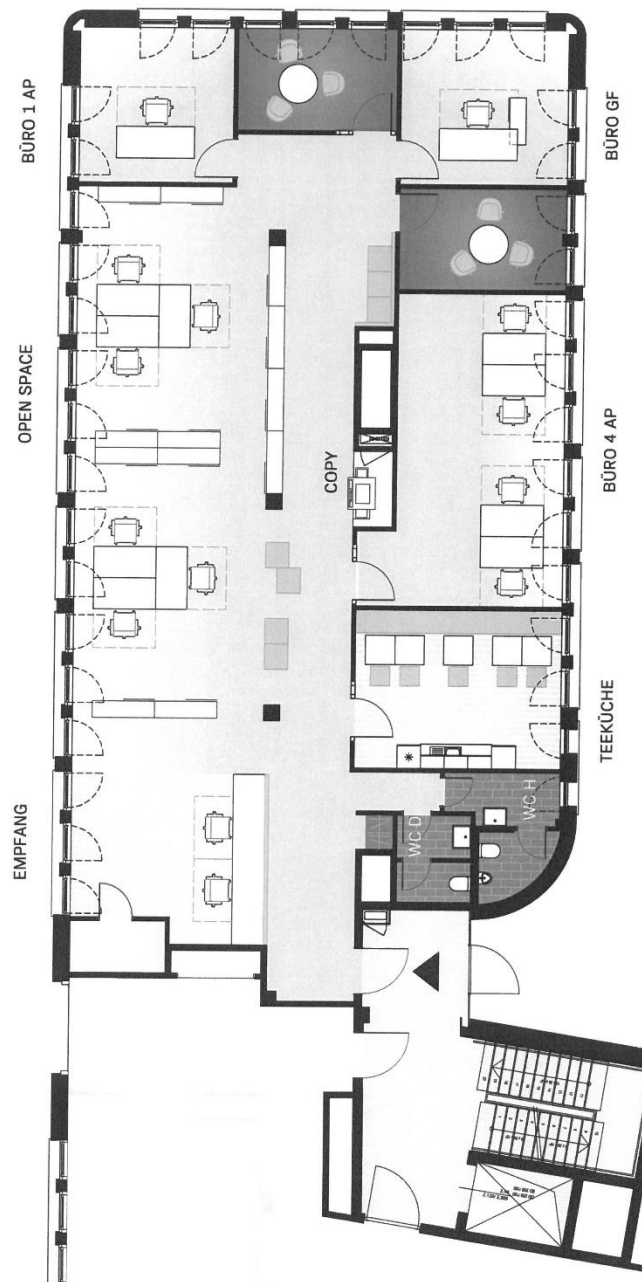 BÜRO 1 AP
BÜRO GF
OPEN SPACE
COPY
BÜRO 4 AP
TEEKÜCHE
EMPFANG
WC D
WC H